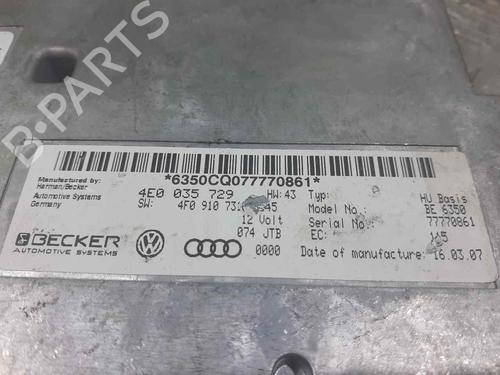 B-PARTS
*6350CQ077770861*
Manufactured by:
Harman/Becker
Automotive Systems
Germany
4E0 035 729 HW: 43 Typ: HU Basis
SW: 4F0 910 731 Model No.: BE 6350
12 Volt Serial No.: 77770861
074 JTB EC:
BECKER
AUTOMOTIVE SYSTEMS
0000 Date of manufacture: 16.03.07